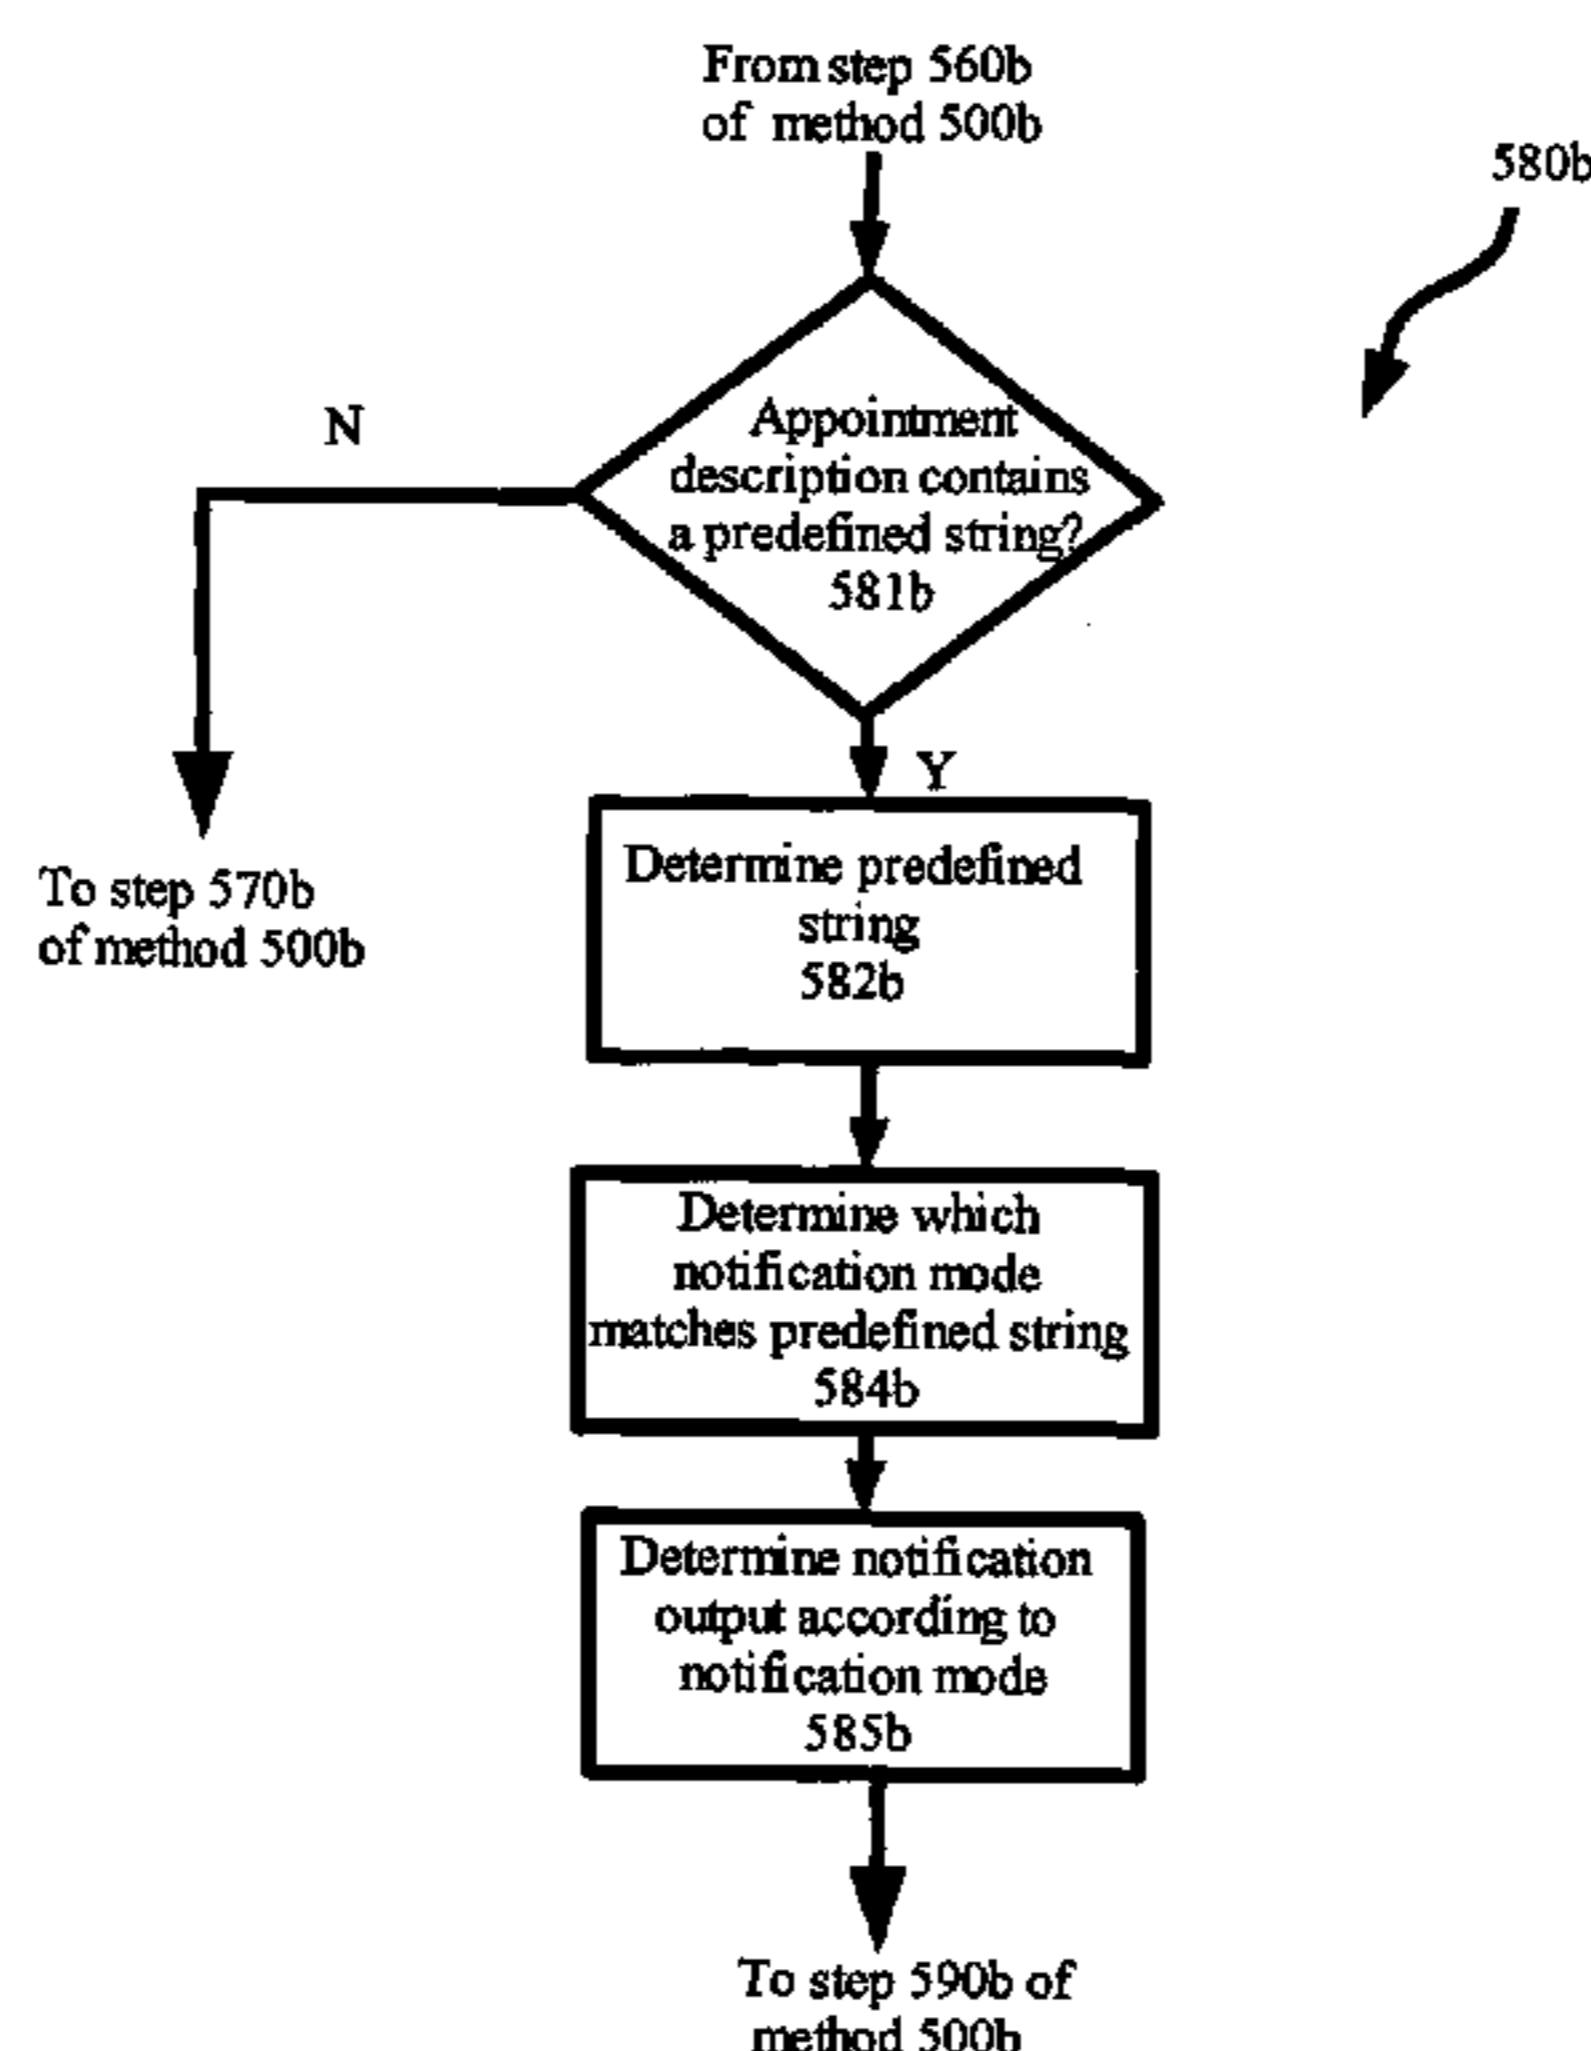 From step 560b
of method 500b
580b
N
Appointment
description contains
a predefined string?
581b
Y
To step 570b
of method 500b
Determine predefined
string
582b
Determine which
notification mode
matches predefined string
584b
Determine notification
output according to
notification mode
585b
To step 590b of
method 500b